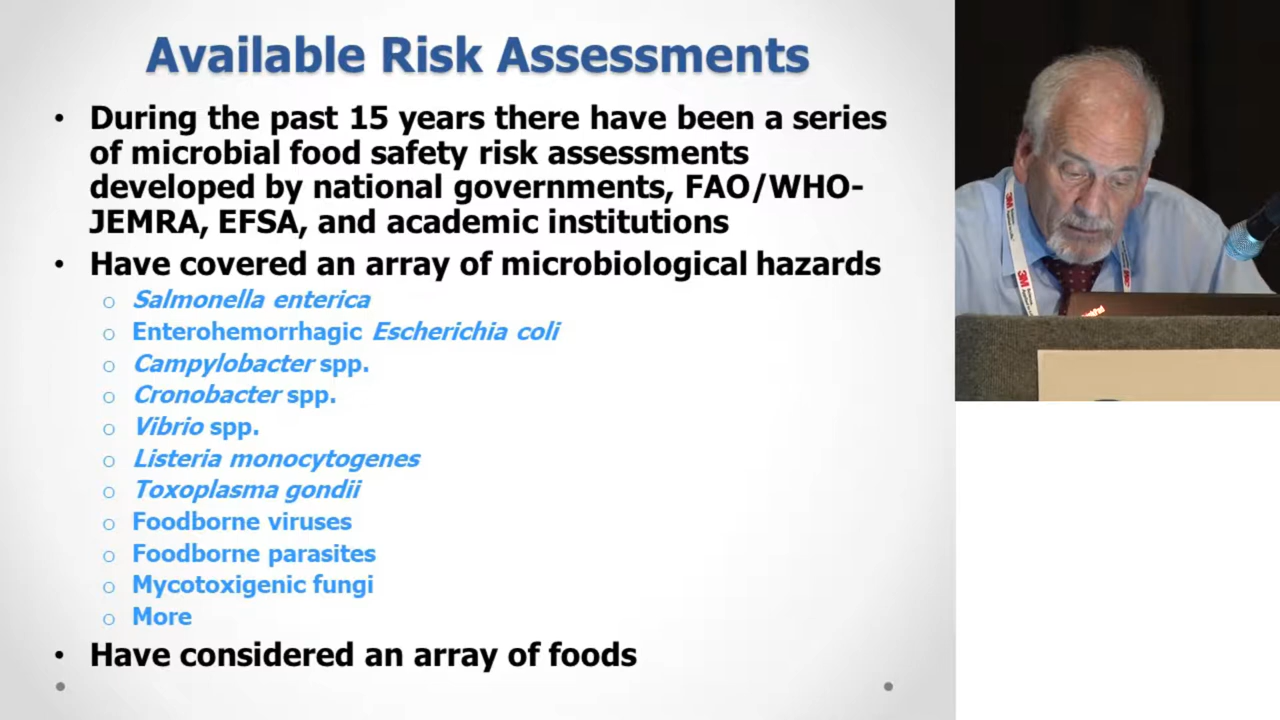 Available Risk Assessments
• During the past 15 years there have been a series
of microbial food safety risk assessments
developed by national governments, FAO/WHO-
JEMRA, EFSA, and academic institutions
• Have covered an array of microbiological hazards
o Salmonella enterica
o Enterohemorrhagic Escherichia coli
o Campylobacter spp.
o Cronobacter spp.
o Vibrio spp.
o Listeria monocytogenes
o Toxoplasma gondii
o Foodborne viruses
o Foodborne parasites
o Mycotoxigenic fungi
o More
• Have considered an array of foods
3M
3M